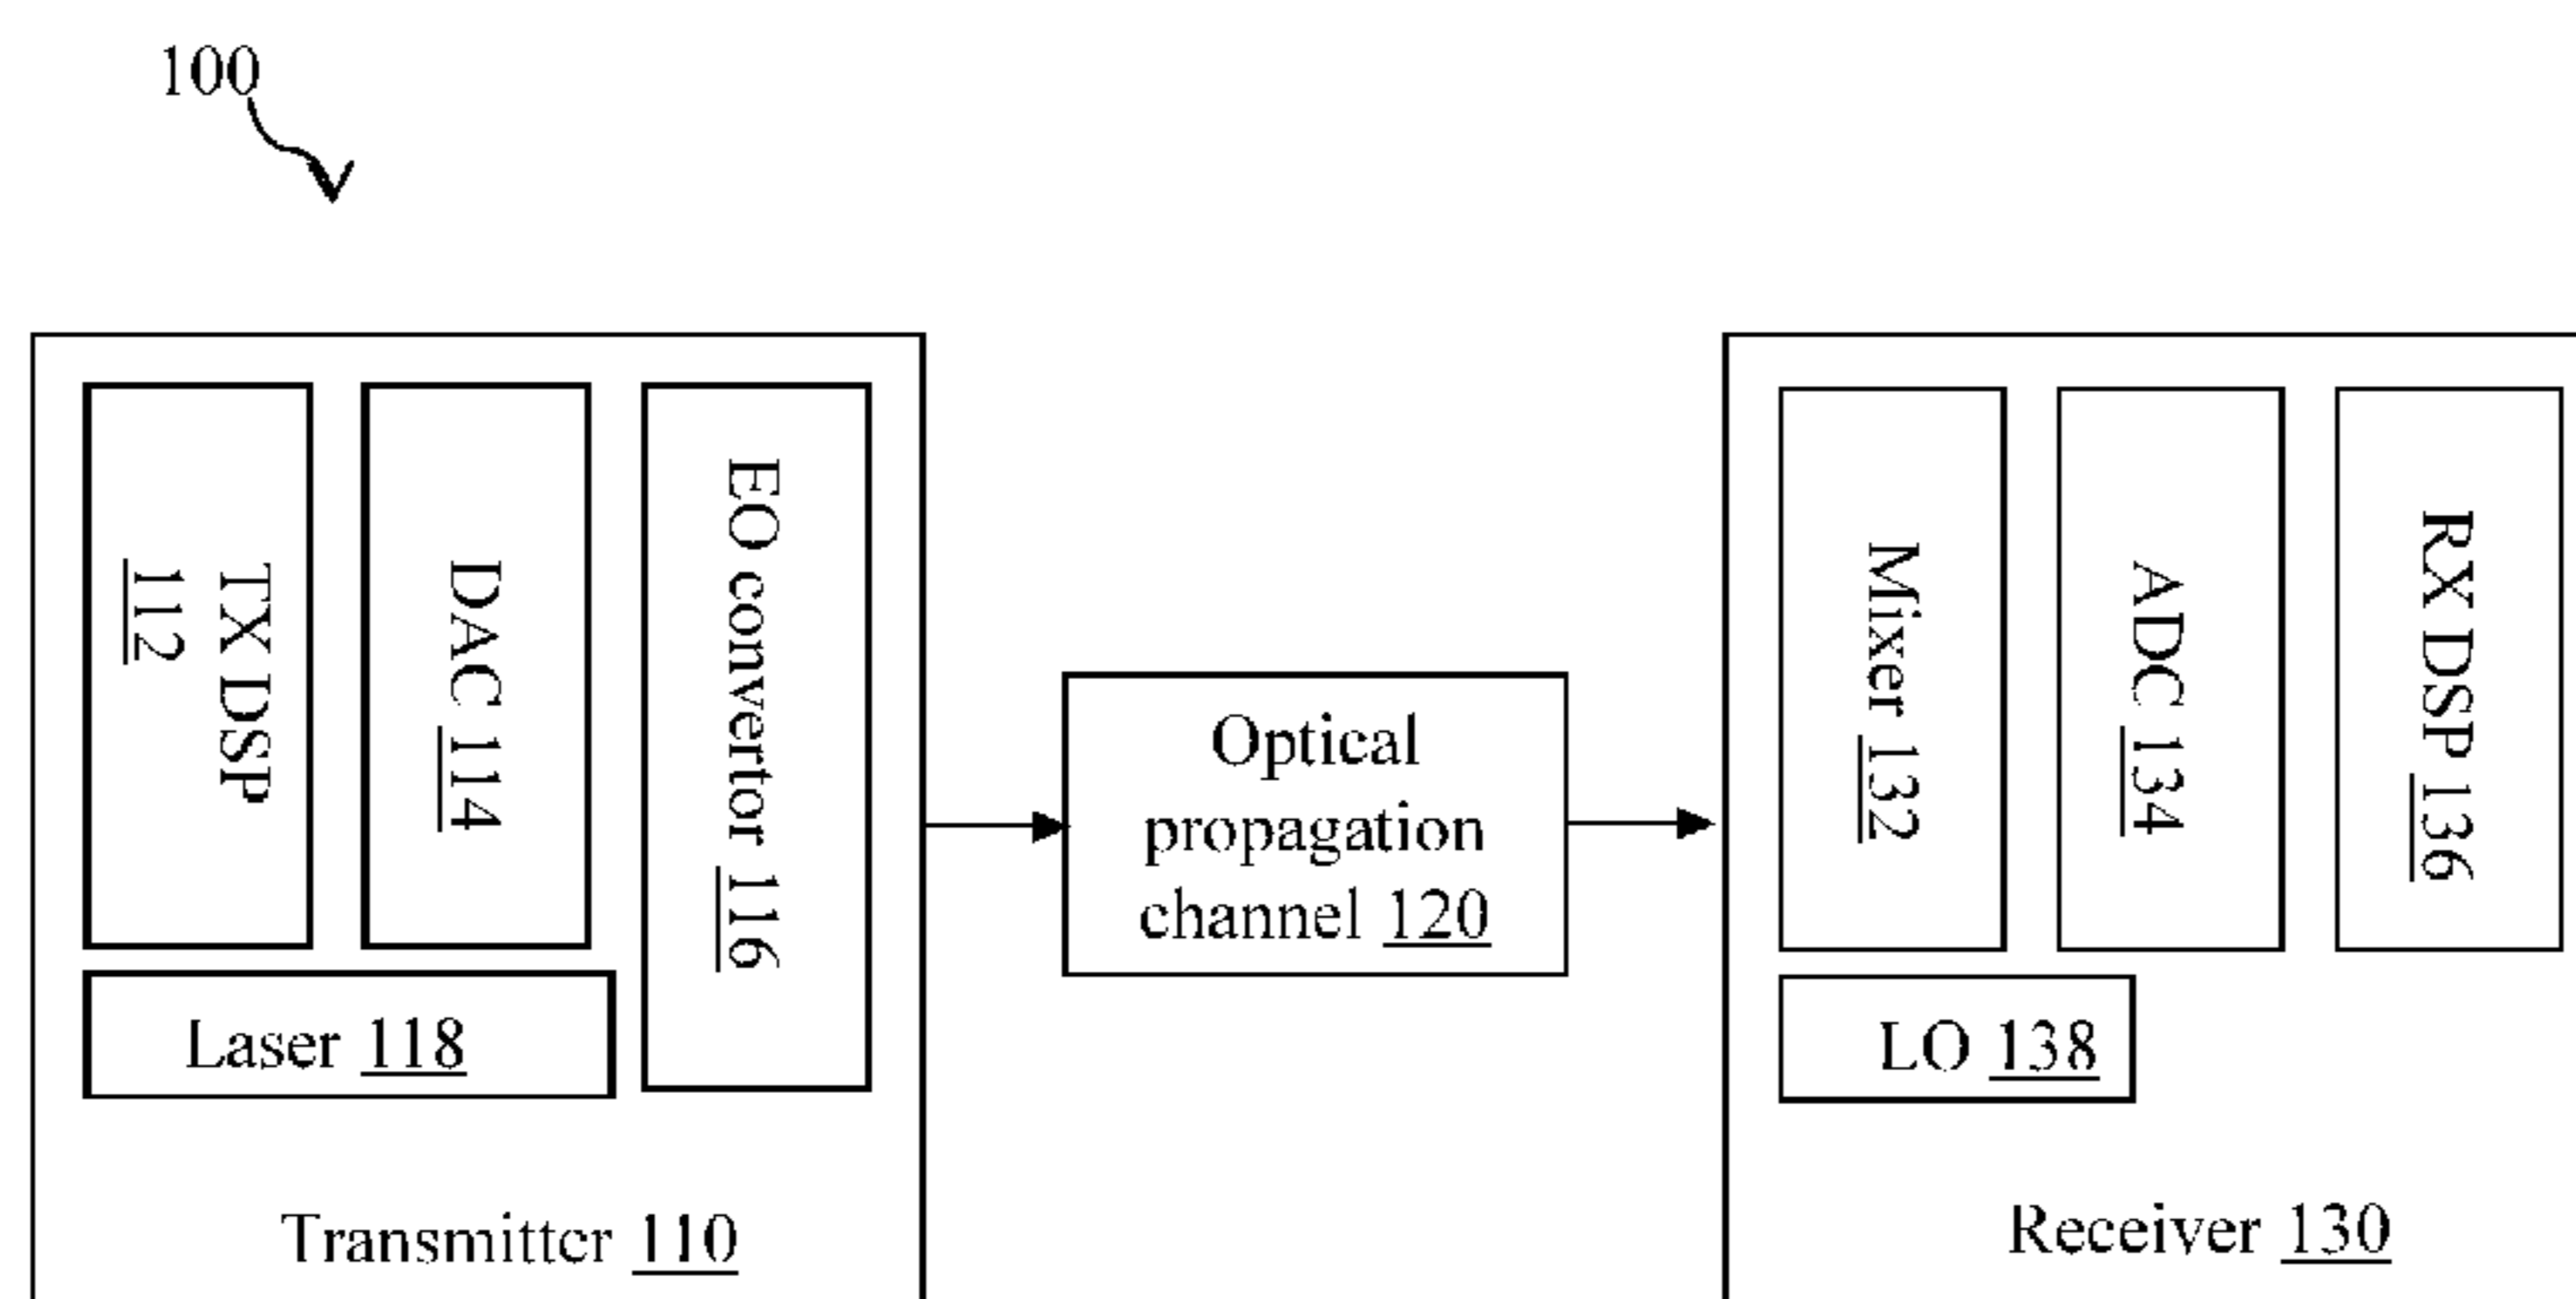 100
TX DSP
112
DAC 114
EO convertor 116
Laser 118
Transmitter 110
Optical
propagation
channel 120
Mixer 132
ADC 134
RX DSP 136
LO 138
Receiver 130